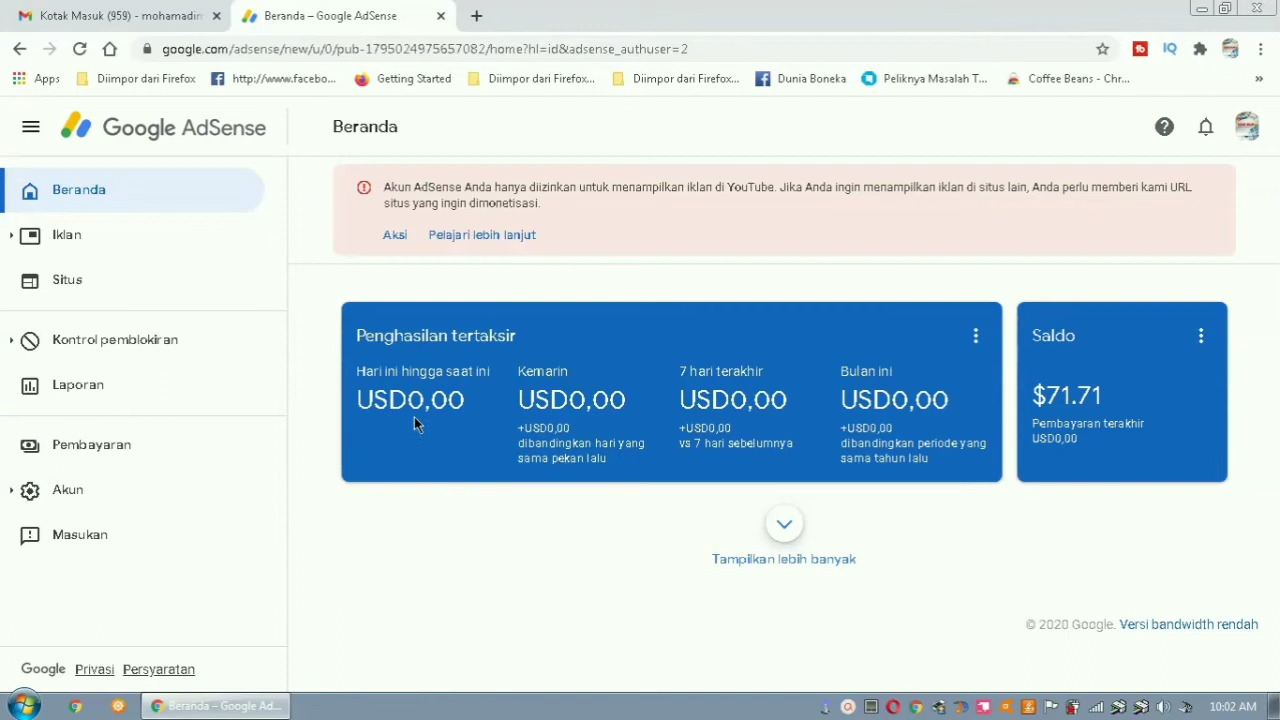 Kotak Masuk (959) - mohamadin
Beranda – Google AdSense
google.com/adsense/new/u/0/pub-1795024975657082/home?hl=id&adsense_authuser=2
Apps
Diimpor dari Firefox
http://www.facebo...
Getting Started
Diimpor dari Firefox...
Diimpor dari Firefox...
Dunia Boneka
Peliknya Masalah T...
Coffee Beans - Chr...
»
Google AdSense
Beranda
Beranda
Iklan
Situs
Kontrol pemblokiran
Laporan
Pembayaran
Akun
Masukan
Akun AdSense Anda hanya diizinkan untuk menampilkan iklan di YouTube. Jika Anda ingin menampilkan iklan di situs lain, Anda perlu memberi kami URL
situs yang ingin dimonetisasi.
Aksi Pelajari lebih lanjut
Penghasilan tertaksir
Hari ini hingga saat ini
USD0,00
Kemarin
USD0,00
+USD0,00
dibandingkan hari yang
sama pekan lalu
7 hari terakhir
USD0,00
+USD0,00
vs 7 hari sebelumnya
Bulan ini
USD0,00
+USD0,00
dibandingkan periode yang
sama tahun lalu
Saldo
$71.71
Pembayaran terakhir
USD0,00
Tampilkan lebih banyak
© 2020 Google. Versi bandwidth rendah
Google Privasi Persyaratan
Beranda – Google Ad...
10:02 AM